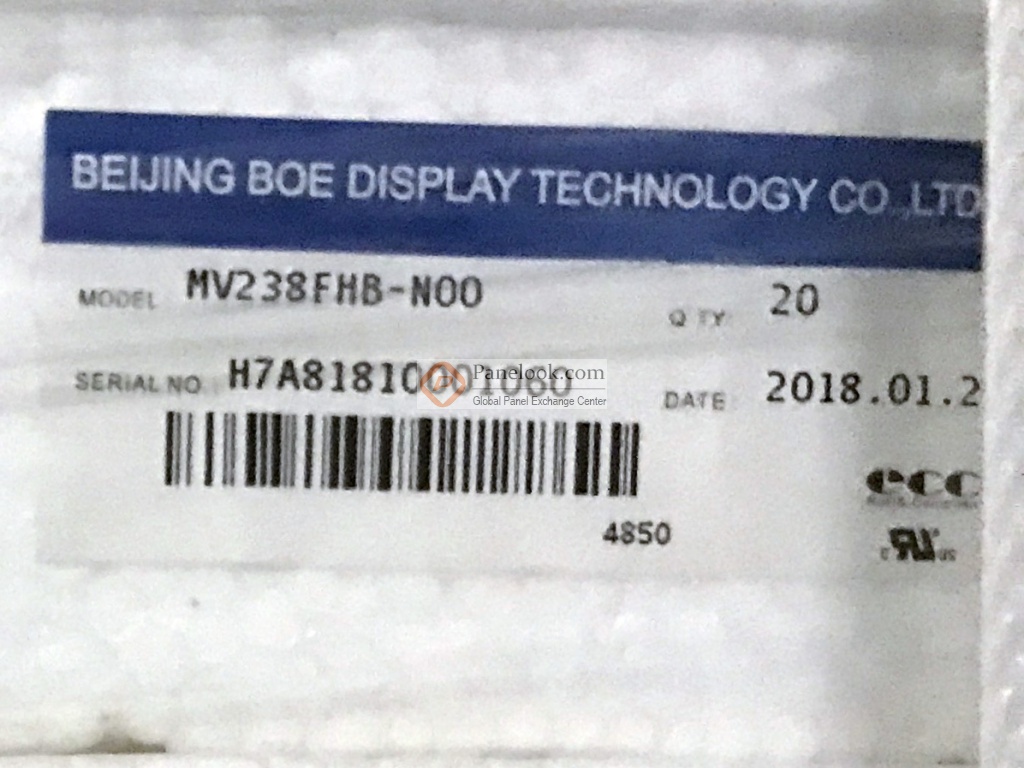 BEIJING BOE DISPLAY TECHNOLOGY CO.,LTD
MODEL MV238FHB-N00
Q'TY 20
SERIAL NO H7A81810001060
Panelook.com
Global Panel Exchange Center
DATE 2018.01.2
4850